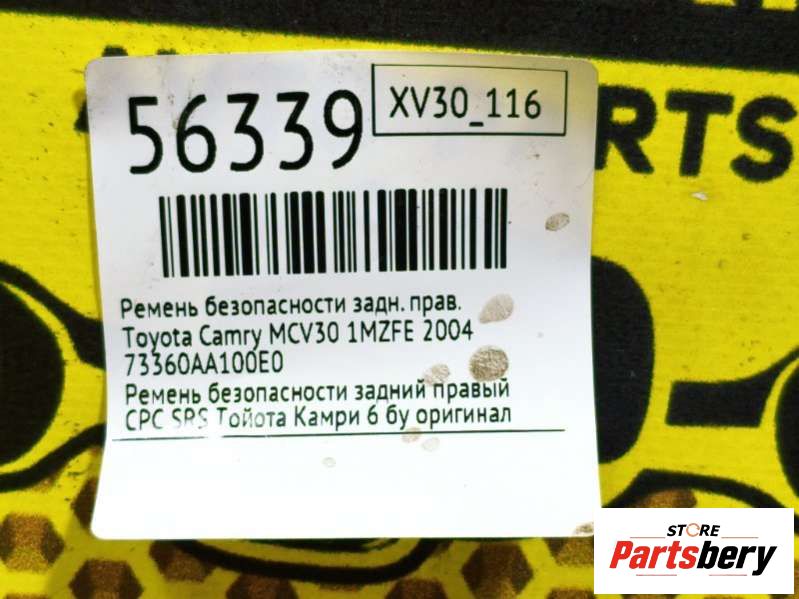 RTS
56339
XV30_116
Ремень безопасности задн. прав.
Toyota Camry MCV30 1MZFE 2004
73360AA100E0
Ремень безопасности задний правый
СРС SRS Тойота Камри 6 бу оригинал
STORE
Partsbery